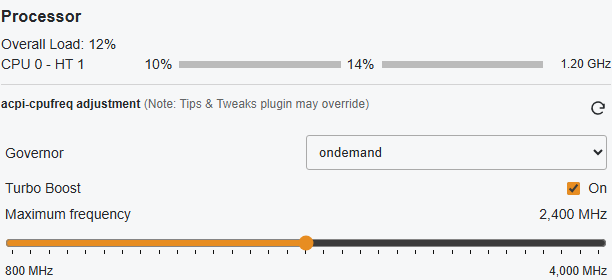 Processor
Overall Load: 12%
CPU 0 - HT 1 10% 14% 1.20 GHz
acpi-cpufreq adjustment (Note: Tips & Tweaks plugin may override)
Governor ondemand
Turbo Boost On
Maximum frequency 2,400 MHz
800 MHz 4,000 MHz